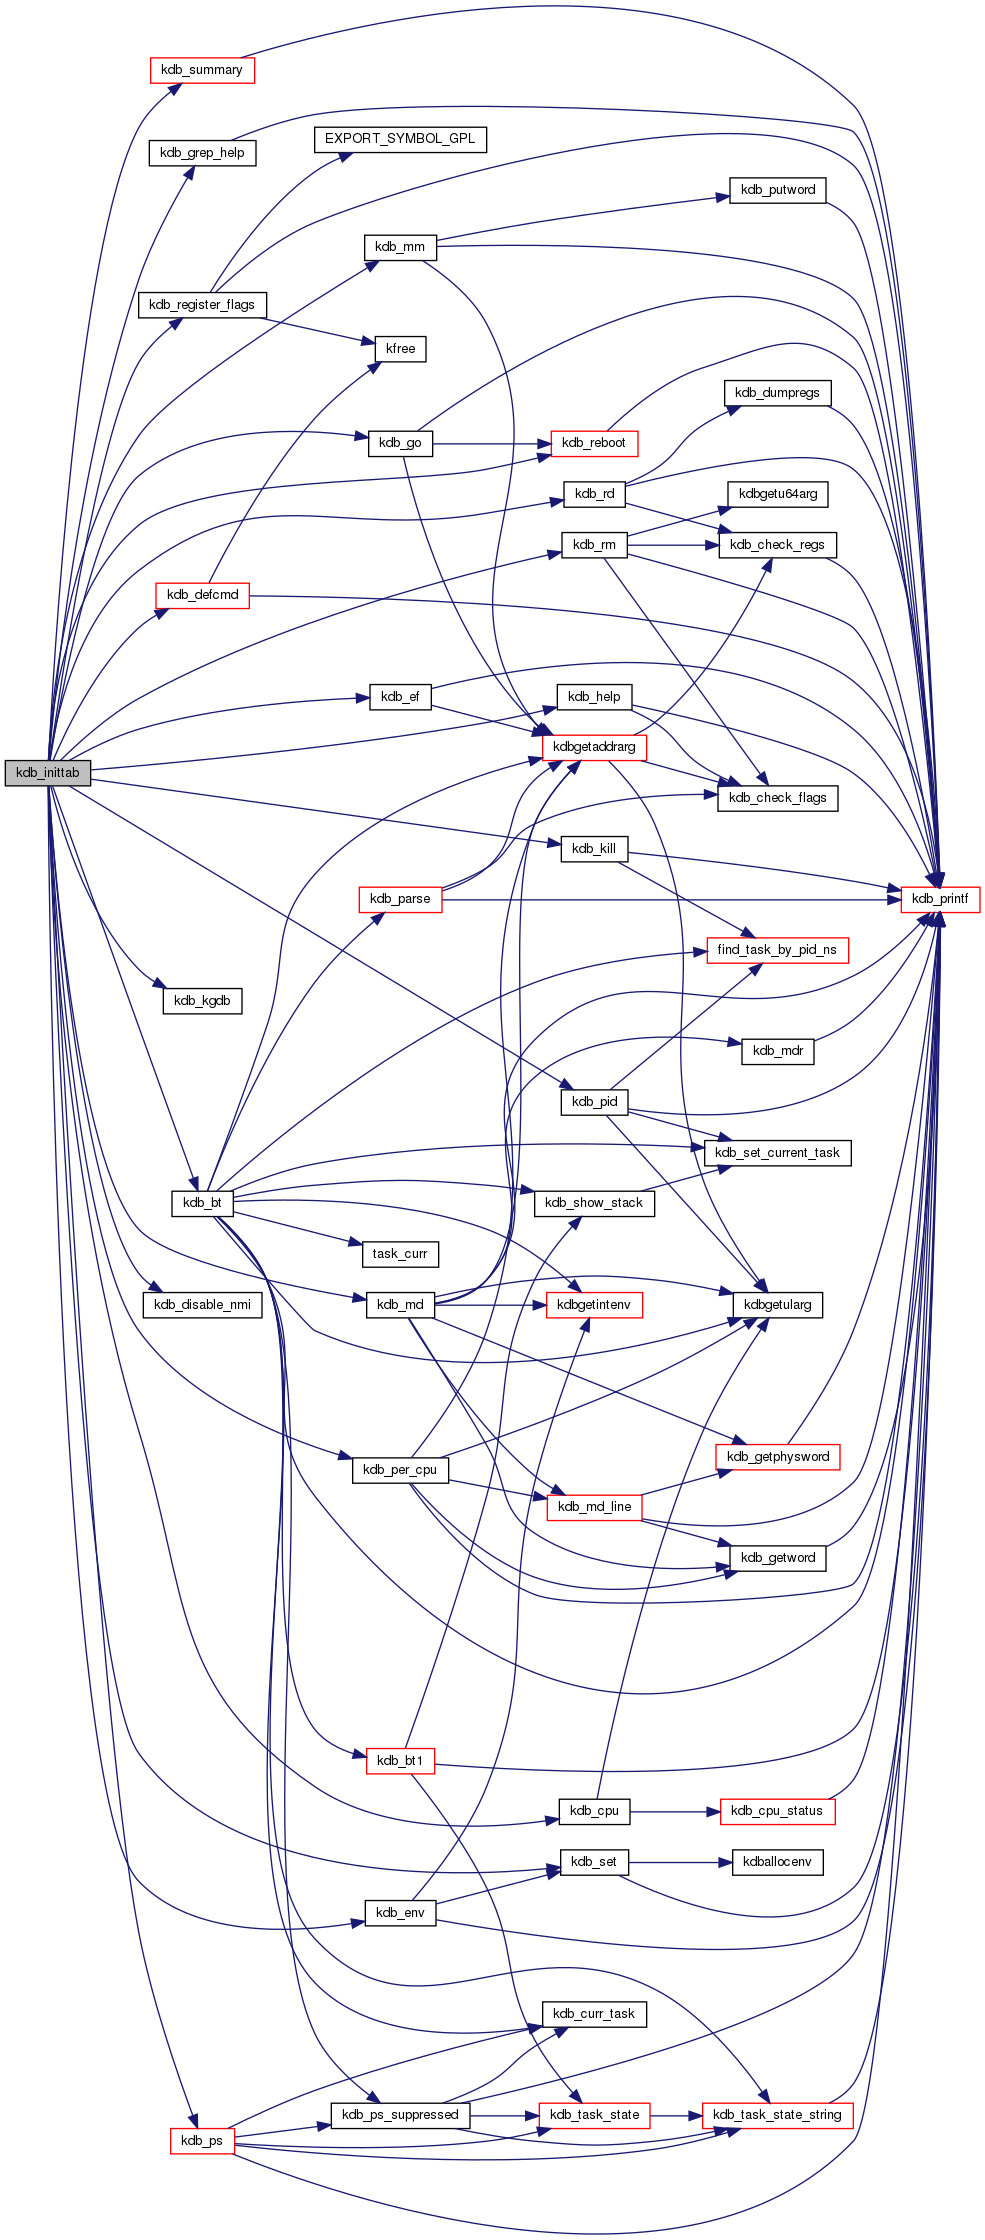 kdb_summary
kdb_grep_help
EXPORT_SYMBOL_GPL
kdb_putword
kdb_mm
kdb_register_flags
kfree
kdb_dumpregs
kdb_go
kdb_reboot
kdb_rd
kdbgetu64arg
kdb_rm
kdb_check_regs
kdb_defcmd
kdb_ef
kdb_help
kdbgetaddrarg
kdb_inittab
kdb_check_flags
kdb_kill
kdb_parse
kdb_printf
find_task_by_pid_ns
kdb_kgdb
kdb_mdr
kdb_pid
kdb_set_current_task
kdb_bt
kdb_show_stack
task_curr
kdb_disable_nmi
kdb_md
kdbgetintenv
kdbgetularg
kdb_getphysword
kdb_per_cpu
kdb_md_line
kdb_getword
kdb_bt1
kdb_cpu
kdb_cpu_status
kdb_set
kdballocenv
kdb_env
kdb_curr_task
kdb_ps_suppressed
kdb_task_state
kdb_task_state_string
kdb_ps